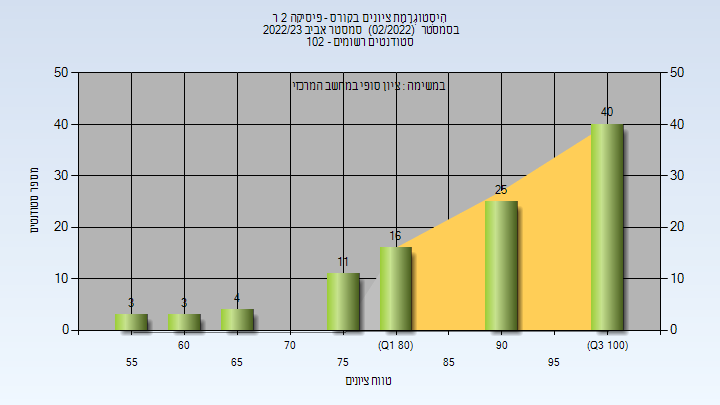 היסטוגרמת ציונים בקורס - פיסיקה 2 ר
בסמסטר (02/2022) סמסטר אביב 2022/23
סטודנטים רשומים - 102
במשימה : ציון סופי במחשב המרכזי
50 50
40 40
30 30
20 20
10 10
0 0
מספר סטודנטים
3 3 4 11 16 25 40
60 70 (Q1 80) 90 (Q3 100)
55 65 75 85 95
טווח ציונים